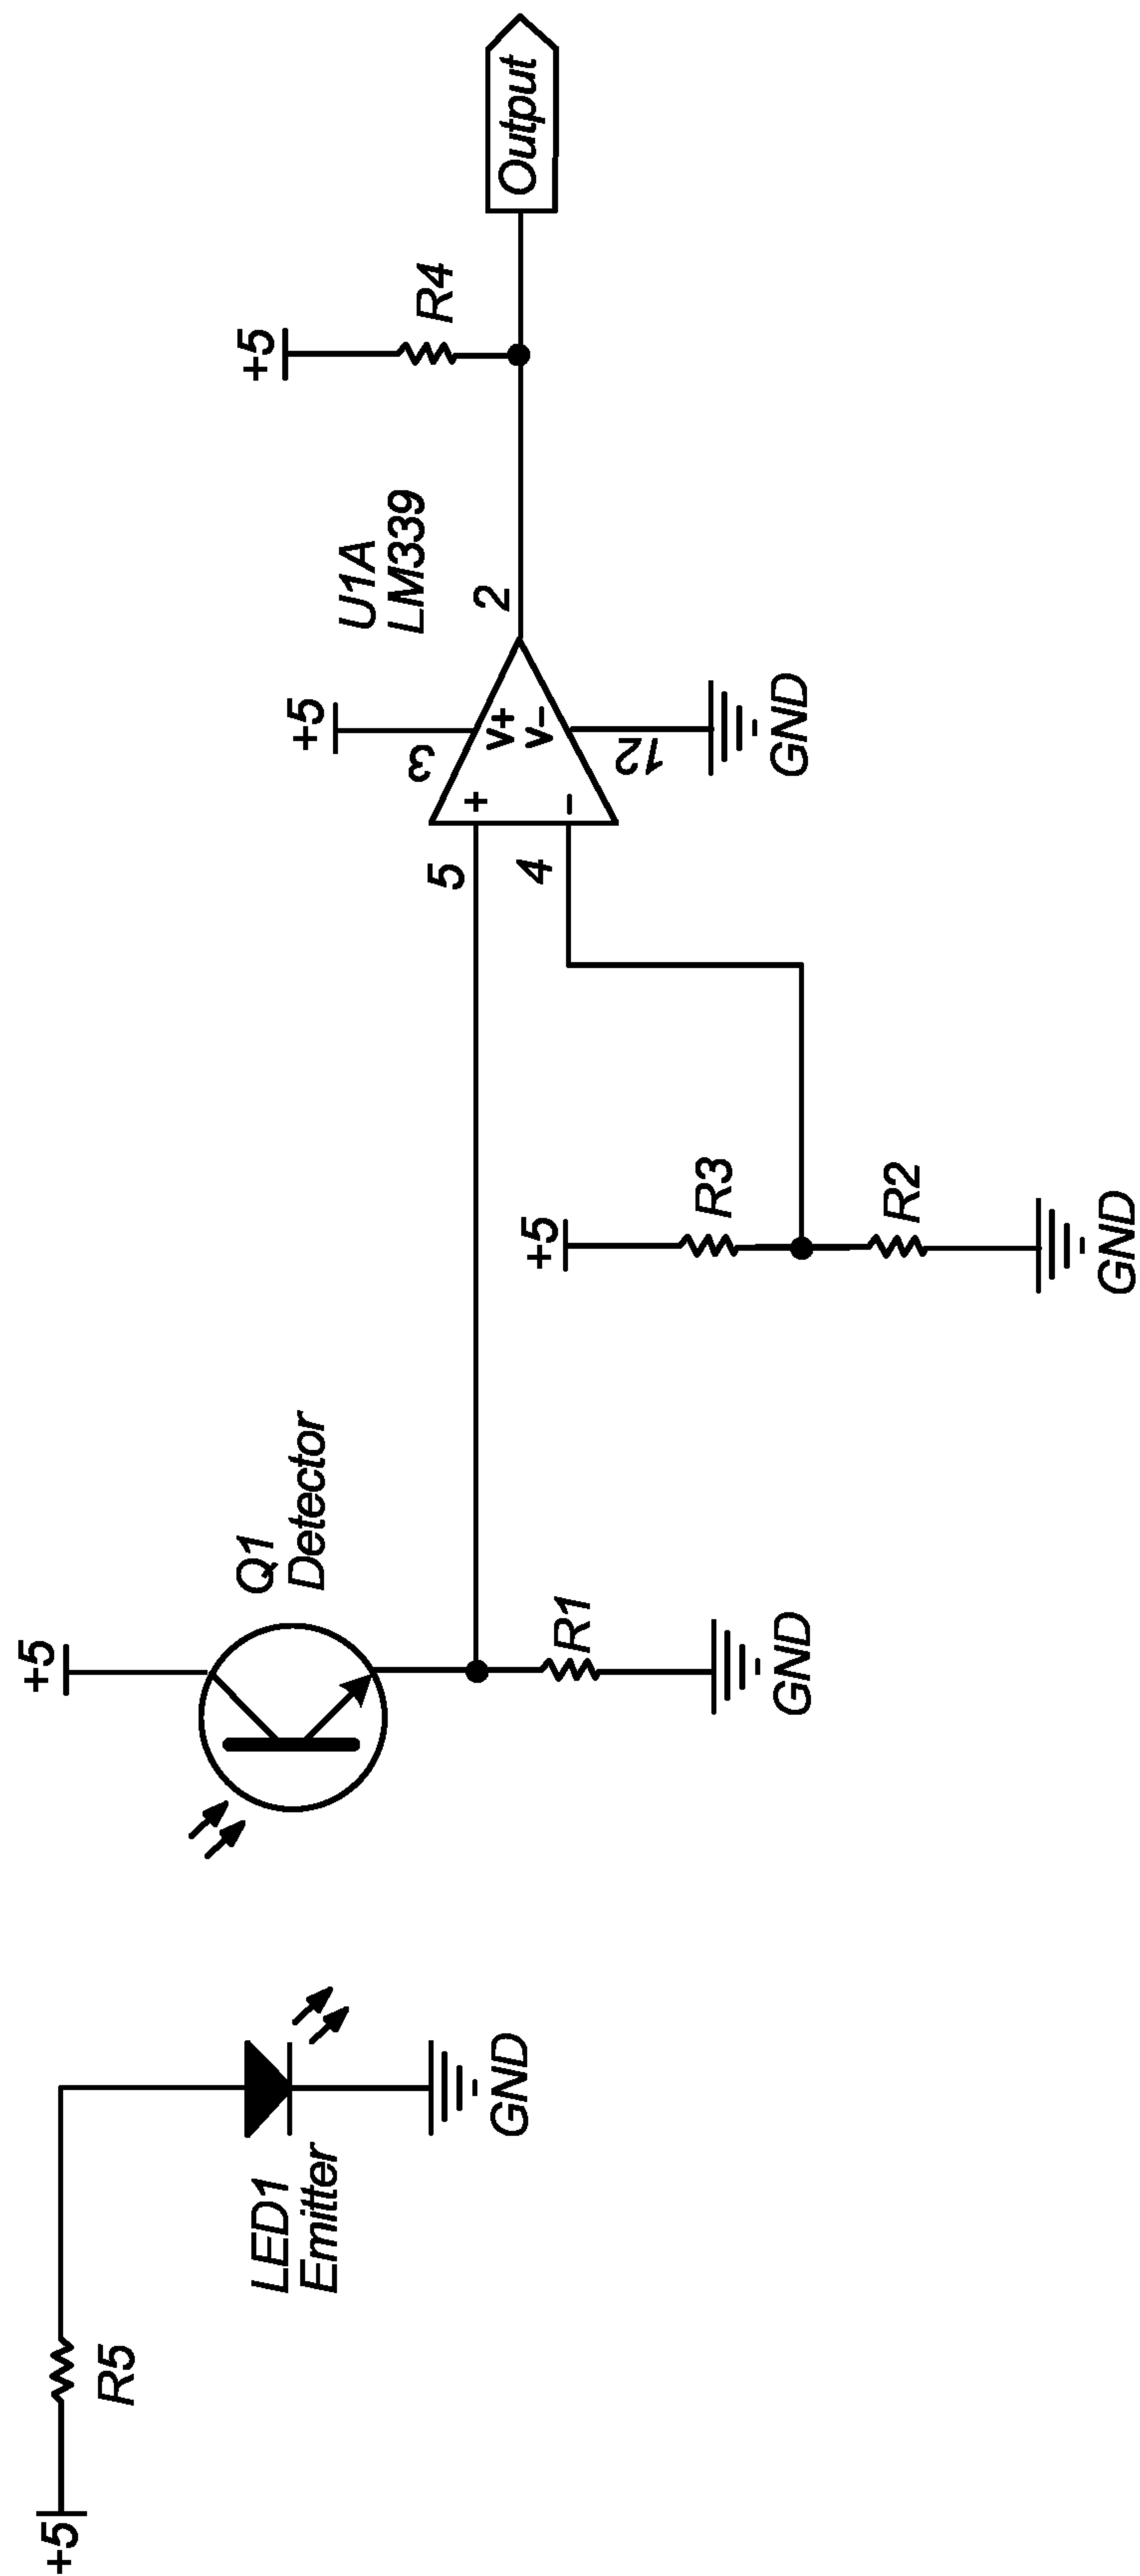 +5
R5
LED1
Emitter
GND
+5
Q1
Detector
R1
GND
+5
R3
R2
GND
5
4
+
-
+5
3
V+
V-
12
GND
U1A
LM339
2
+5
R4
Output